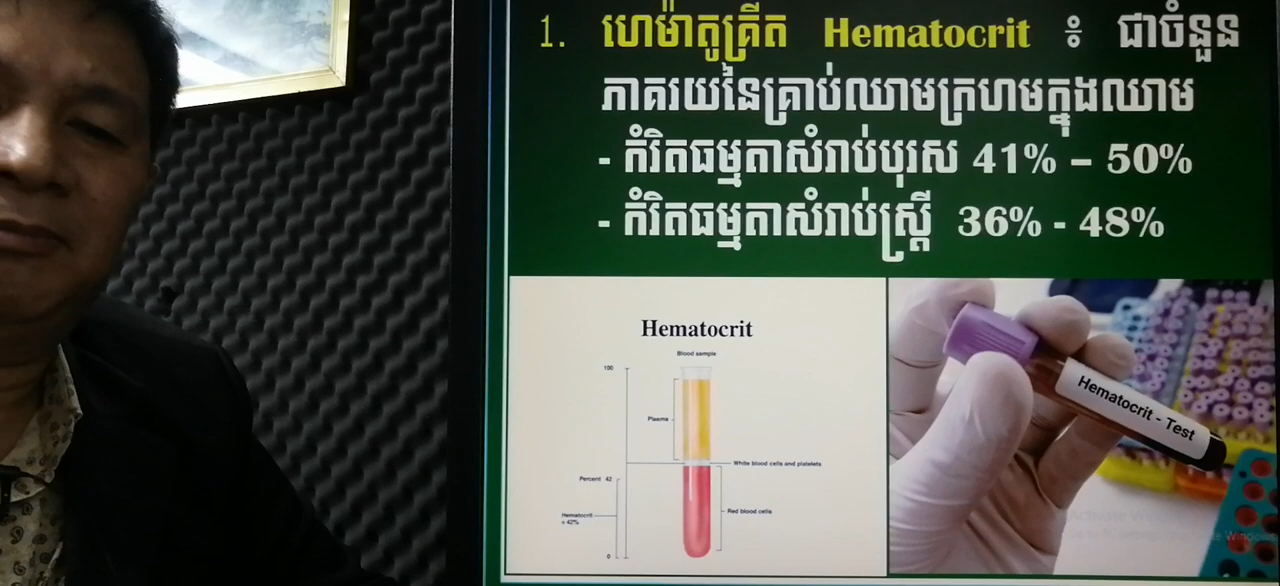 1. ហេម៉ាតូគ្រីត Hematocrit ៖ ជាចំនួន
ភាគរយនៃគ្រាប់ឈាមក្រហមក្នុងឈាម
- កំរិតធម្មតាសំរាប់បុរស 41% – 50%
- កំរិតធម្មតាសំរាប់ស្ត្រី 36% - 48%
Hematocrit
Blood sample
100
Plasma
White blood cells and platelets
Percent 42
Red blood cells
Hematocrit
= 42%
0
Hematocrit - Test